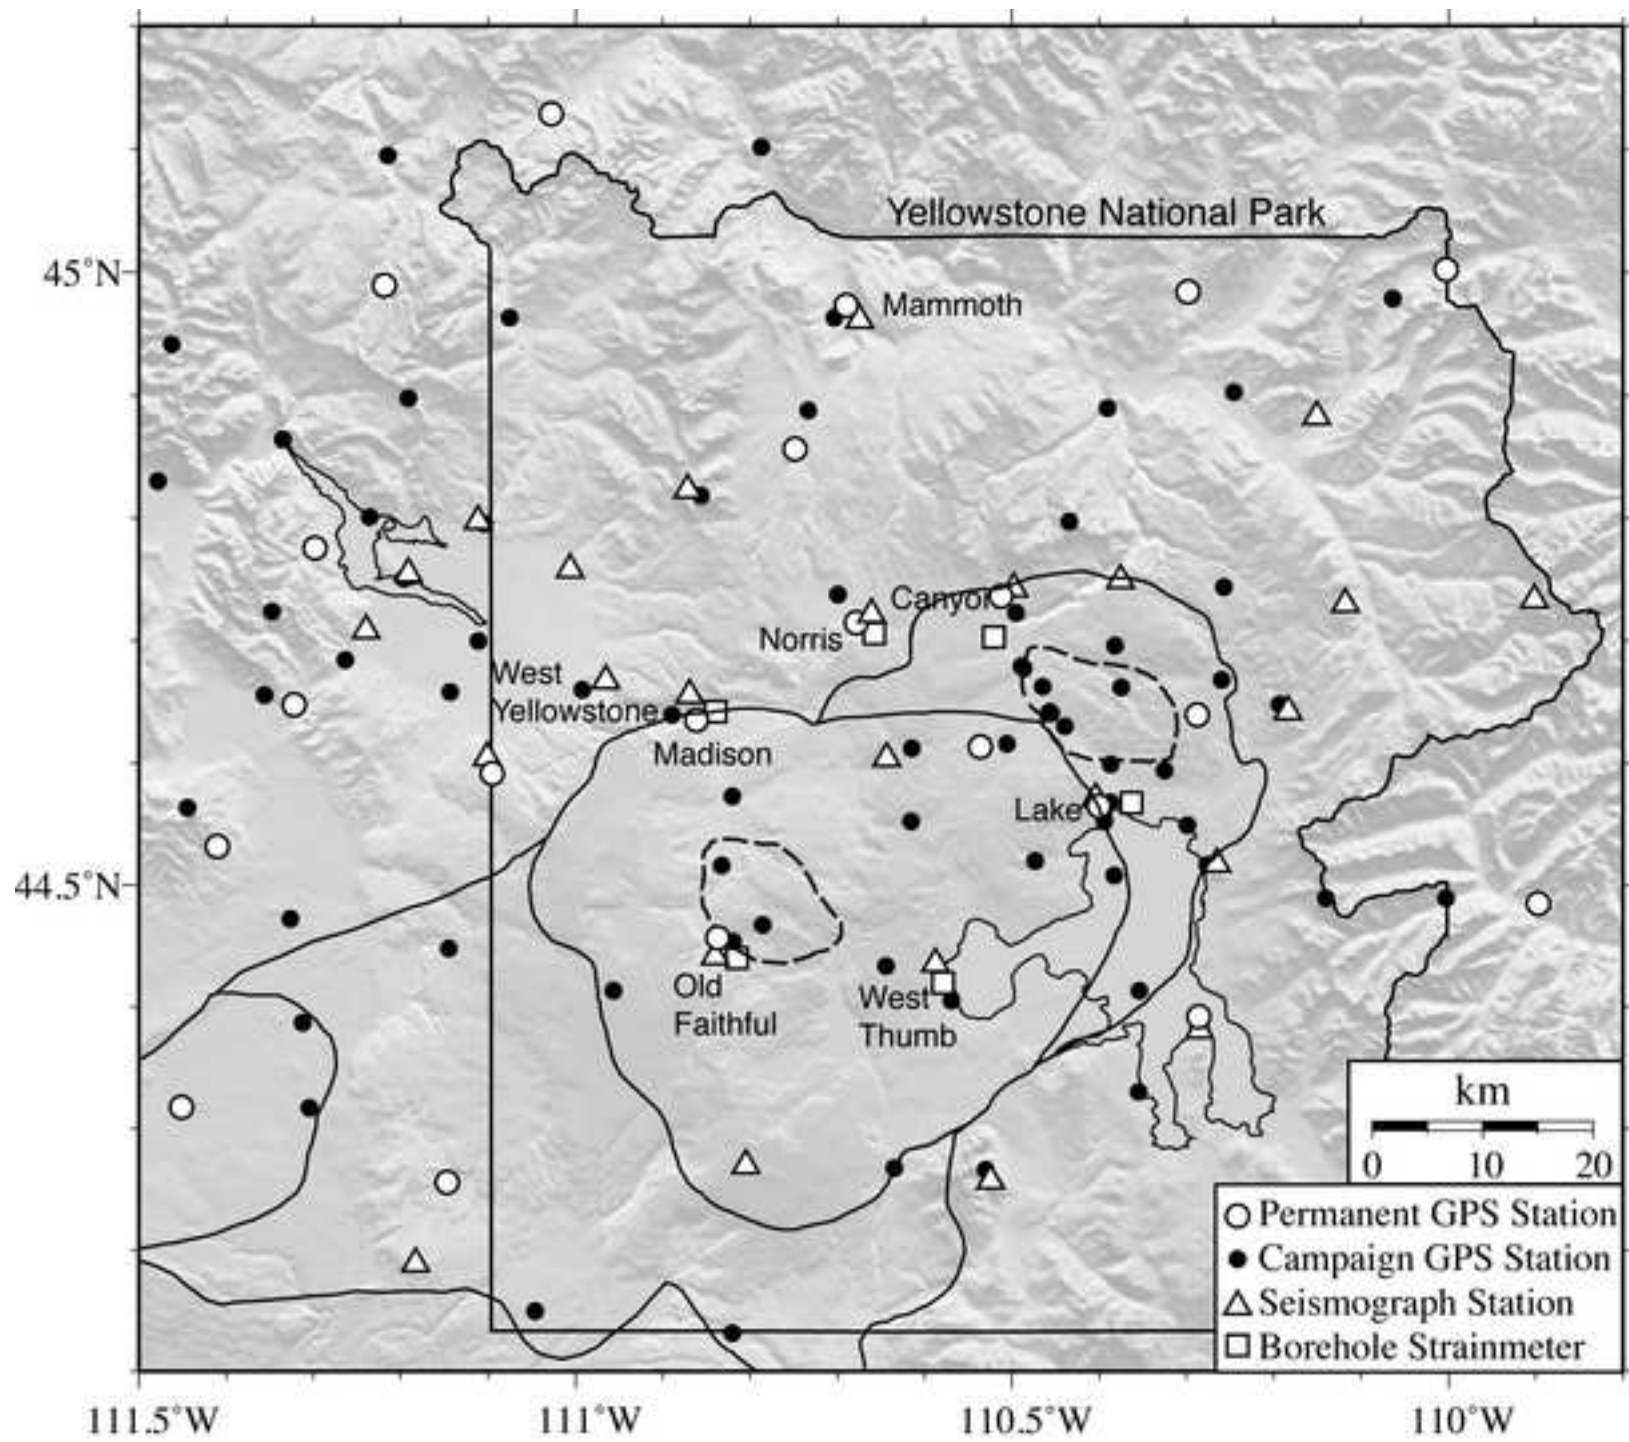 Yellowstone National Park
45°N
Mammoth
Canyon
Norris
West
Yellowstone
Madison
Lake
44.5°N
Old
Faithful
West
Thumb
km
0 10 20
Permanent GPS Station
Campaign GPS Station
Seismograph Station
Borehole Strainmeter
111.5°W 111°W 110.5°W 110°W